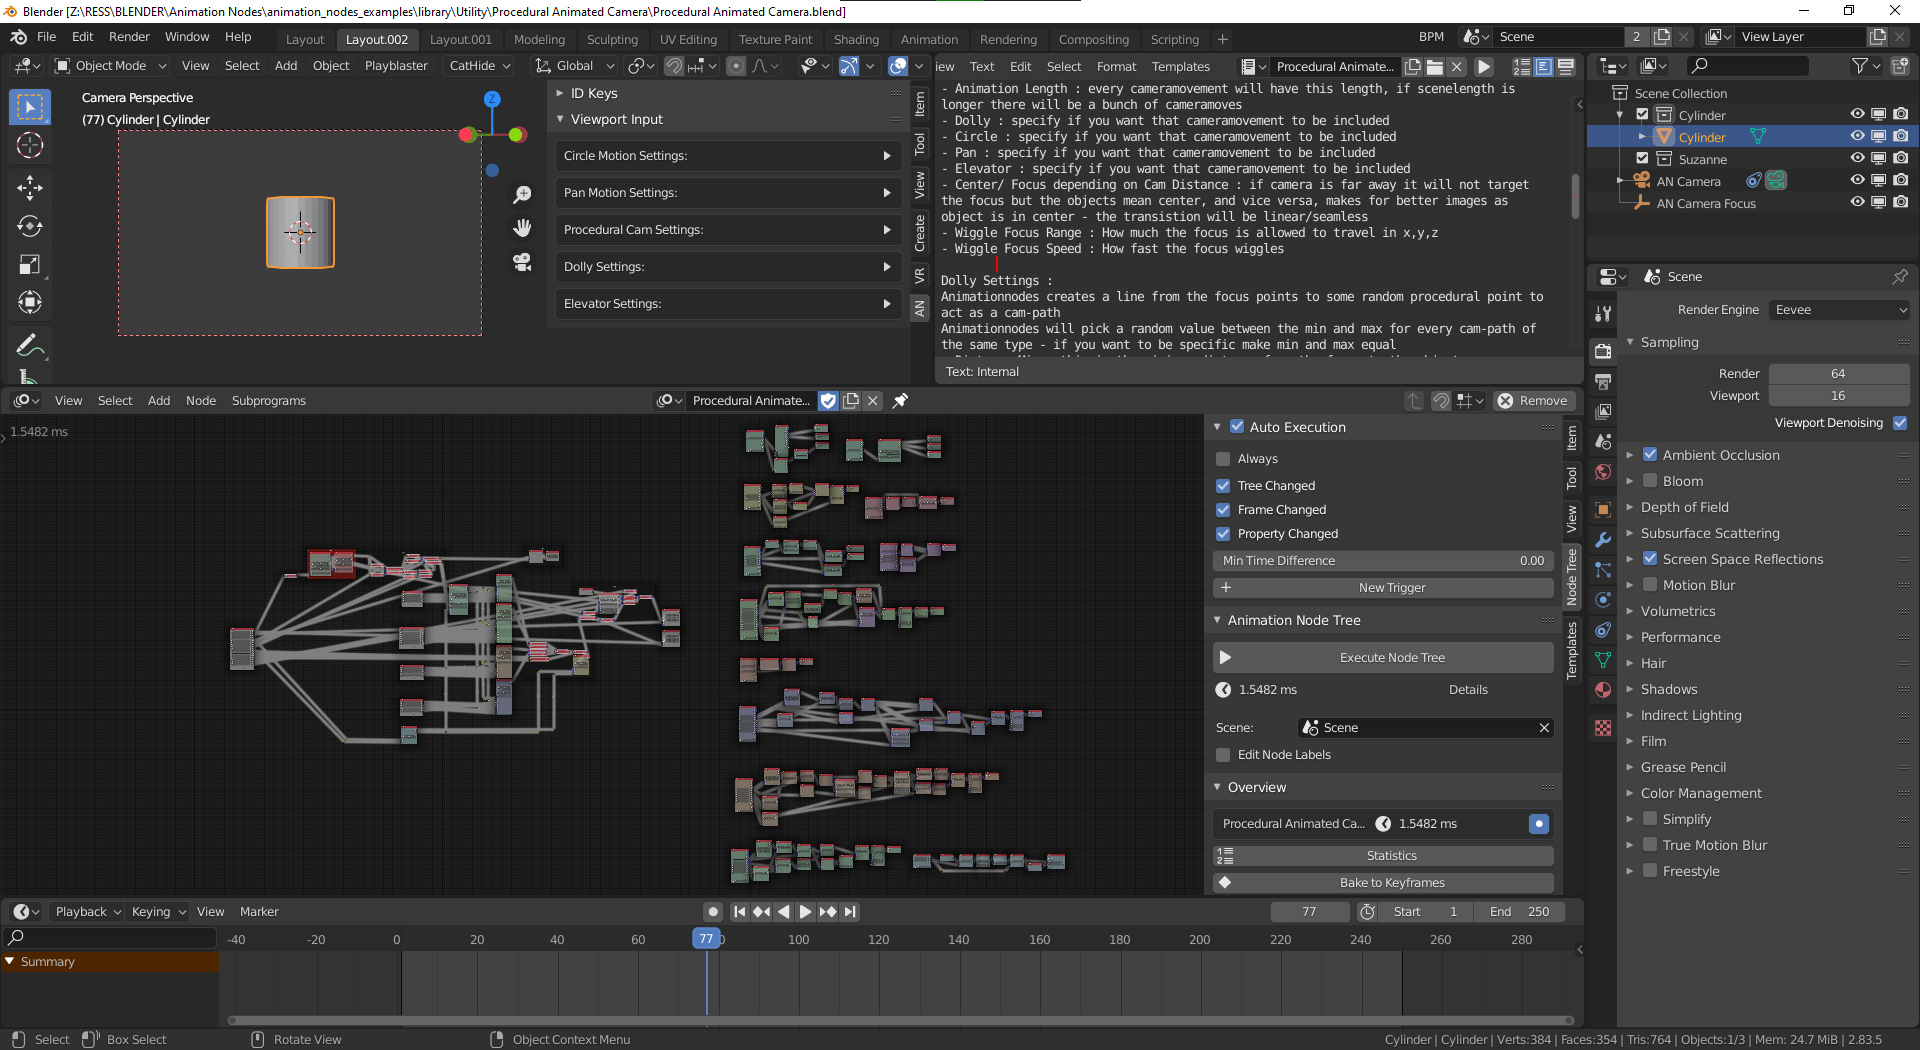 Blender [Z:\RESS\BLENDER\Animation Nodes\animation_nodes_examples\library\Utility\Procedural Animated Camera\Procedural Animated Camera.blend]
File Edit Render Window Help Layout Layout.002 Layout.001 Modeling Sculpting UV Editing Texture Paint Shading Animation Rendering Compositing Scripting + BPM Scene 2 View Layer
Object Mode View Select Add Object Playblaster CatHide Global
iew Text Edit Select Format Templates Procedural Animate...
Camera Perspective
(77) Cylinder | Cylinder
Z
ID Keys
Viewport Input
Circle Motion Settings:
Pan Motion Settings:
Procedural Cam Settings:
Dolly Settings:
Elevator Settings:
Item
Tool
View
Create
VR
AN
- Animation Length : every cameramovement will have this length, if scenelength is
longer there will be a bunch of cameramoves
- Dolly : specify if you want that cameramovement to be included
- Circle : specify if you want that cameramovement to be included
- Pan : specify if you want that cameramovement to be included
- Elevator : specify if you want that cameramovement to be included
- Center/ Focus depending on Cam Distance : if camera is far away it will not target
the focus but the objects mean center, and vice versa, makes for better images as
object is in center - the transistion will be linear/seamless
- Wiggle Focus Range : How much the focus is allowed to travel in x,y,z
- Wiggle Focus Speed : How fast the focus wiggles
Dolly Settings :
Animationnodes creates a line from the focus points to some random procedural point to
act as a cam-path
Animationnodes will pick a random value between the min and max for every cam-path of
the same type - if you want to be specific make min and max equal
Text: Internal
Scene Collection
Cylinder
Cylinder
Suzanne
AN Camera
AN Camera Focus
Scene
Render Engine Eevee
Sampling
Render 64
Viewport 16
Viewport Denoising
Ambient Occlusion
Bloom
Depth of Field
Subsurface Scattering
Screen Space Reflections
Motion Blur
Volumetrics
Performance
Hair
Shadows
Indirect Lighting
Film
Grease Pencil
Color Management
Simplify
True Motion Blur
Freestyle
View Select Add Node Subprograms Procedural Animate... Remove
1.5482 ms
Auto Execution
Always
Tree Changed
Frame Changed
Property Changed
Min Time Difference 0.00
New Trigger
Animation Node Tree
Execute Node Tree
1.5482 ms Details
Scene: Scene
Edit Node Labels
Overview
Procedural Animated Ca... 1.5482 ms
Statistics
Bake to Keyframes
Item
Tool
View
Node Tree
Templates
Playback Keying View Marker 77 Start 1 End 250
-40 -20 0 20 40 60 77 100 120 140 160 180 200 220 240 260 280
Summary
Select Box Select Rotate View Object Context Menu Cylinder | Cylinder | Verts:384 | Faces:354 | Tris:764 | Objects:1/3 | Mem: 24.7 MiB | 2.83.5